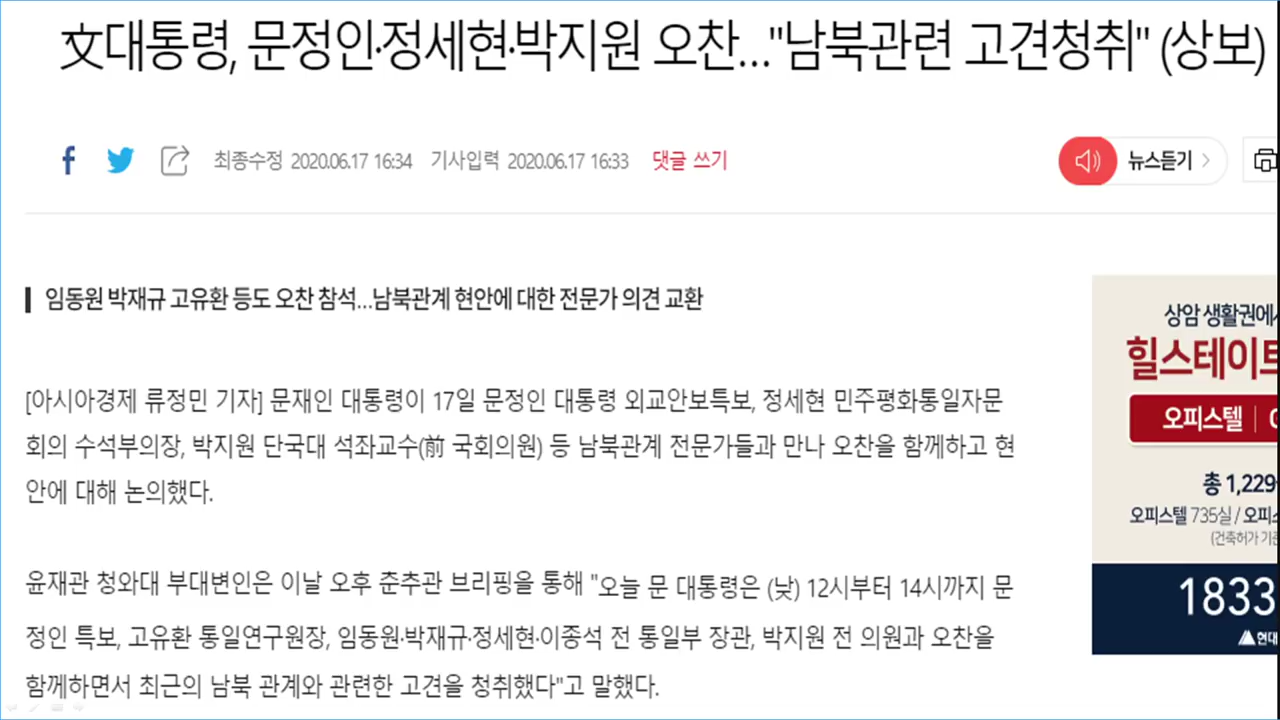 文대통령, 문정인·정세현·박지원 오찬..."남북관련 고견청취" (상보)
최종수정 2020.06.17 16:34 기사입력 2020.06.17 16:33 댓글 쓰기
뉴스듣기
임동원 박재규 고유환 등도 오찬 참석...남북관계 현안에 대한 전문가 의견 교환
[아시아경제 류정민 기자] 문재인 대통령이 17일 문정인 대통령 외교안보특보, 정세현 민주평화통일자문
회의 수석부의장, 박지원 단국대 석좌교수(前 국회의원) 등 남북관계 전문가들과 만나 오찬을 함께하고 현
안에 대해 논의했다.
윤재관 청와대 부대변인은 이날 오후 춘추관 브리핑을 통해 "오늘 문 대통령은 (낮) 12시부터 14시까지 문
정인 특보, 고유환 통일연구원장, 임동원·박재규·정세현·이종석 전 통일부 장관, 박지원 전 의원과 오찬을
함께하면서 최근의 남북 관계와 관련한 고견을 청취했다"고 말했다.
상암 생활권에
힐스테이트
오피스텔
총 1,229
오피스텔 735실 / 오피스
(건축허가 기준
1833
현대